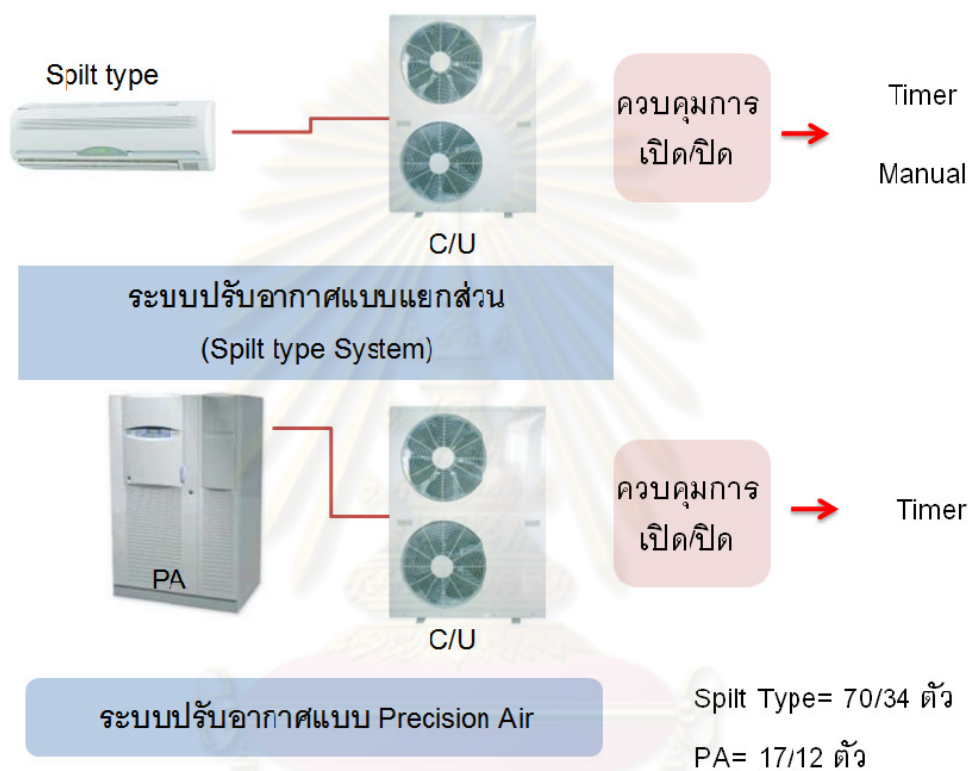 Spilt type
C/U
ควบคุมการ
เปิด/ปิด
Timer
Manual
ระบบปรับอากาศแบบแยกส่วน
(Spilt type System)
PA
C/U
ควบคุมการ
เปิด/ปิด
Timer
ระบบปรับอากาศแบบ Precision Air
Spilt Type= 70/34 ตัว
PA= 17/12 ตัว